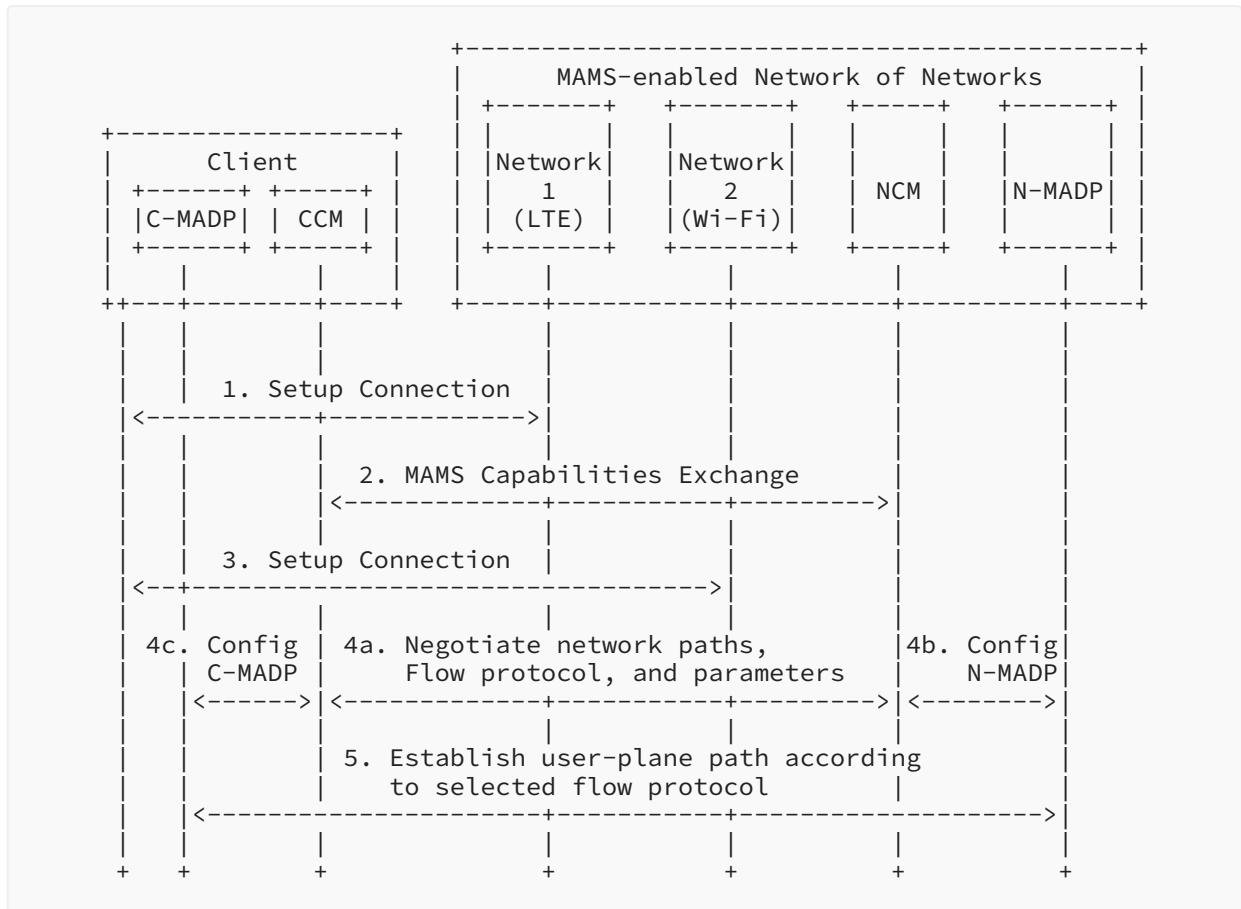 MAMS-enabled Network of Networks
Client
Network Network
C-MADP CCM 1 2 NCM N-MADP
(LTE) (Wi-Fi)
1. Setup Connection
2. MAMS Capabilities Exchange
3. Setup Connection
4c. Config 4a. Negotiate network paths, 4b. Config
C-MADP Flow protocol, and parameters N-MADP
5. Establish user-plane path according
to selected flow protocol